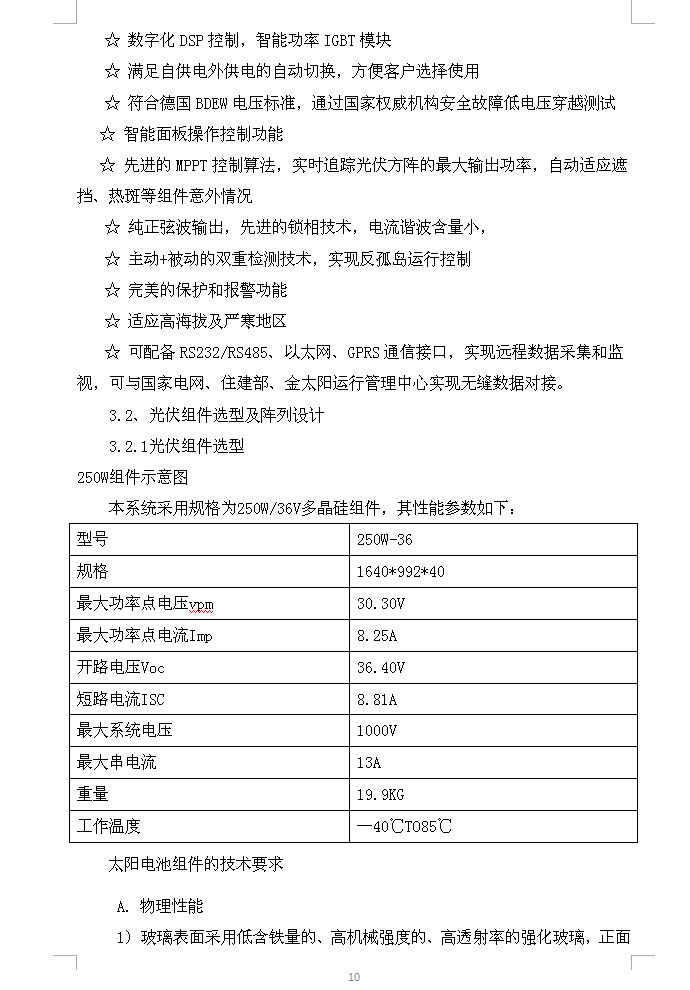 ☆ 数字化 DSP 控制，智能功率 IGBT 模块
☆ 满足自供电外供电的自动切换，方便客户选择使用
☆ 符合德国 BDEW 电压标准，通过国家权威机构安全故障低电压穿越测试
☆ 智能面板操作控制功能
☆ 先进的 MPPT 控制算法，实时追踪光伏方阵的最大输出功率，自动适应遮
挡、热斑等组件意外情况
☆ 纯正弦波输出，先进的锁相技术，电流谐波含量小，
☆ 主动+被动的双重检测技术，实现反孤岛运行控制
☆ 完美的保护和报警功能
☆ 适应高海拔及严寒地区
☆ 可配备 RS232/RS485、以太网、GPRS 通信接口，实现远程数据采集和监
视，可与国家电网、住建部、金太阳运行管理中心实现无缝数据对接。
3.2、光伏组件选型及阵列设计
3.2.1光伏组件选型
250W组件示意图
本系统采用规格为250W/36V多晶硅组件，其性能参数如下：
型号 250W-36
规格 1640*992*40
最大功率点电压vpm 30.30V
最大功率点电流Imp 8.25A
开路电压Voc 36.40V
短路电流ISC 8.81A
最大系统电压 1000V
最大串电流 13A
重量 19.9KG
工作温度 —40℃TO85℃
太阳电池组件的技术要求
A. 物理性能
1) 玻璃表面采用低含铁量的、高机械强度的、高透射率的强化玻璃，正面
10